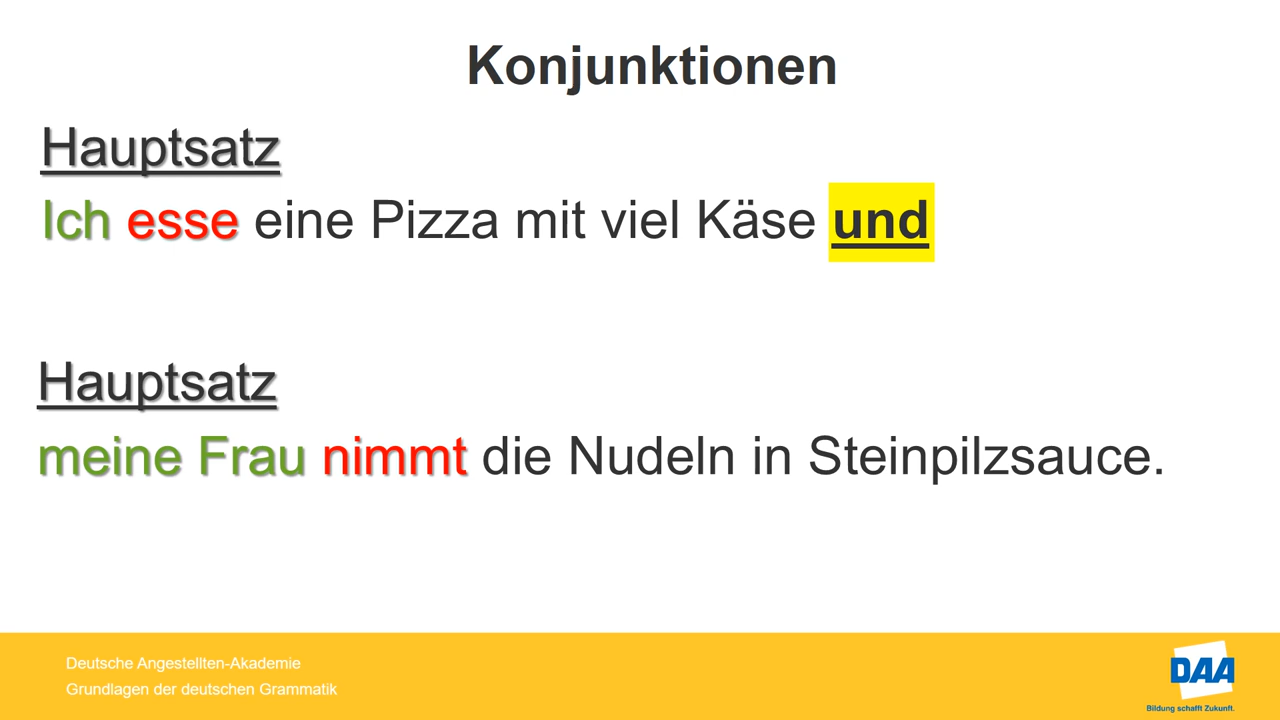 Konjunktionen
Hauptsatz
Ich esse eine Pizza mit viel Käse und
Hauptsatz
meine Frau nimmt die Nudeln in Steinpilzsauce.
Deutsche Angestellten-Akademie
Grundlagen der deutschen Grammatik
DAA
Bildung schafft Zukunft.